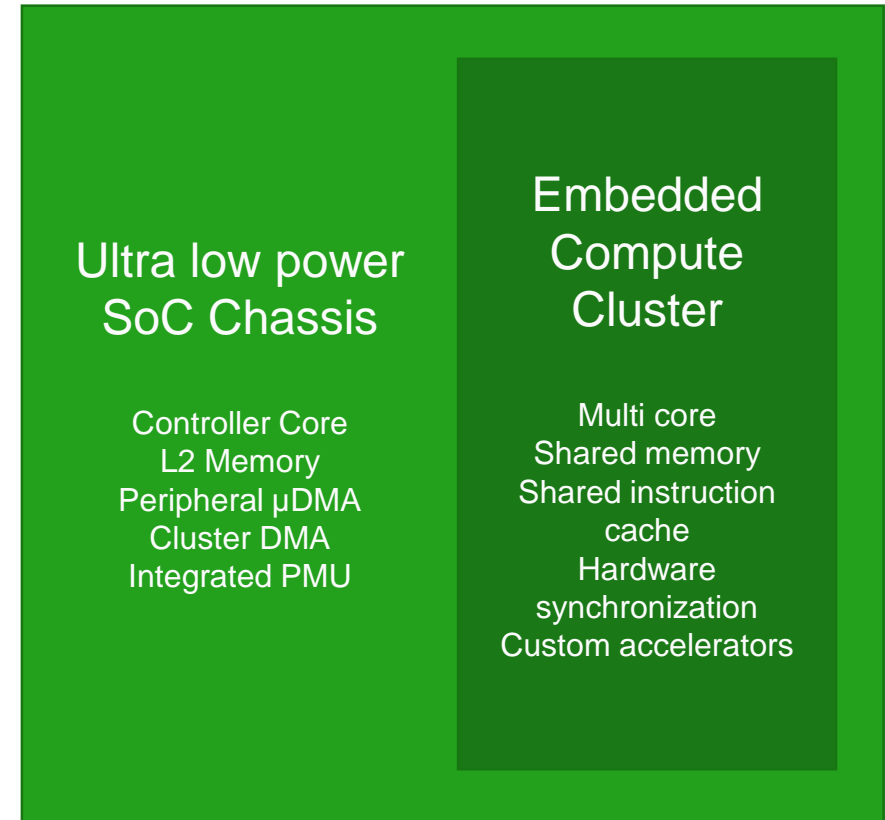 Ultra low power
SoC Chassis
Controller Core
L2 Memory
Peripheral µDMA
Cluster DMA
Integrated PMU
Embedded
Compute
Cluster
Multi core
Shared memory
Shared instruction
cache
Hardware
synchronization
Custom accelerators